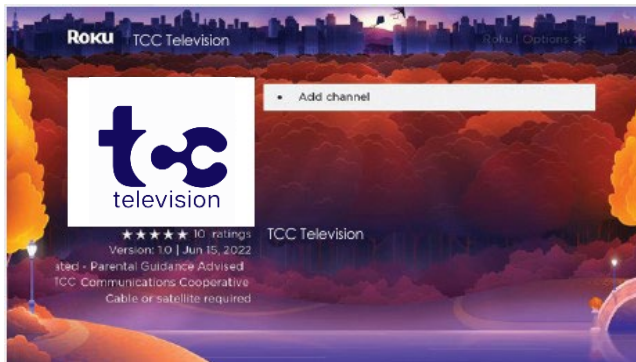 Roku TCC Television
Roku | Options
• Add channel
tcc
television
★★★★★ 10 ratings
TCC Television
Version: 1.0 | Jun 15, 2022
ated - Parental Guidance Advised
TCC Communications Cooperative
Cable or satellite required